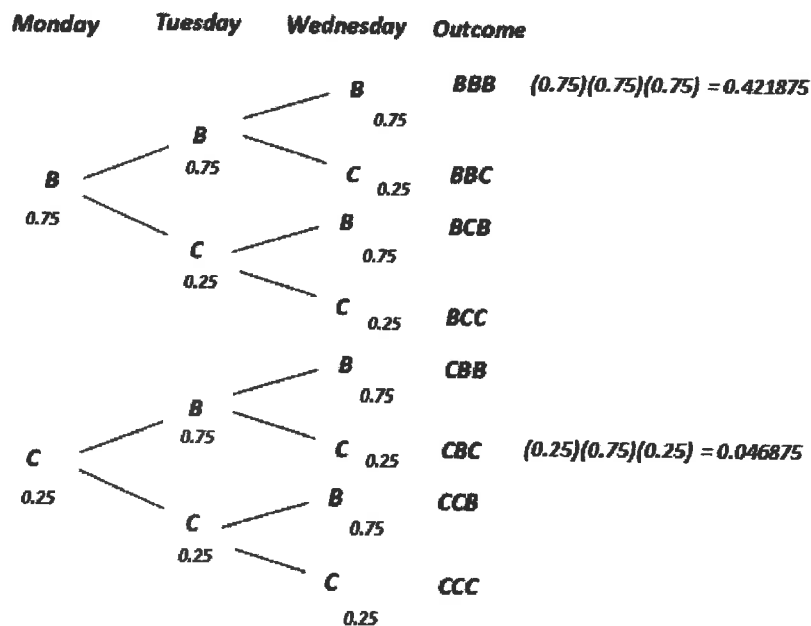 Monday Tuesday Wednesday Outcome
B BBB (0.75)(0.75)(0.75) = 0.421875
0.75
B
0.75
C 0.25 BBC
B
0.75
B BCB
0.75
C
0.25
C 0.25 BCC
B CBB
0.75
B
0.75
C 0.25 CBC (0.25)(0.75)(0.25) = 0.046875
C
0.25
B CCB
0.75
C
0.25
C CCC
0.25